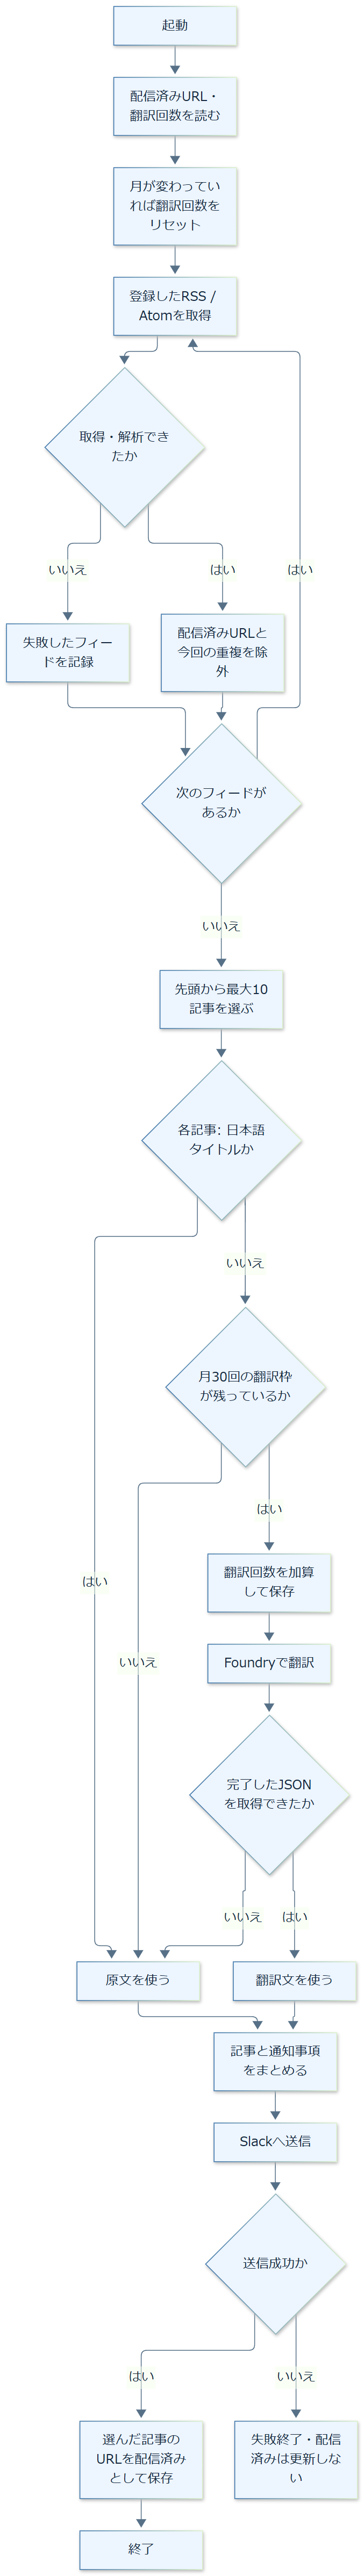 起動
配信済みURL・
翻訳回数を読む
月が変わってい
れば翻訳回数を
リセット
登録したRSS /
Atomを取得
取得・解析でき
たか
いいえ
はい
はい
失敗したフィー
ドを記録
配信済みURLと
今回の重複を除
外
次のフィードが
あるか
いいえ
先頭から最大10
記事を選ぶ
各記事: 日本語
タイトルか
いいえ
月30回の翻訳枠
が残っているか
はい
翻訳回数を加算
して保存
はい
いいえ
Foundryで翻訳
完了したJSON
を取得できたか
いいえ
はい
原文を使う
翻訳文を使う
記事と通知事項
をまとめる
Slackへ送信
送信成功か
はい
いいえ
選んだ記事の
URLを配信済み
として保存
失敗終了・配信
済みは更新しな
い
終了